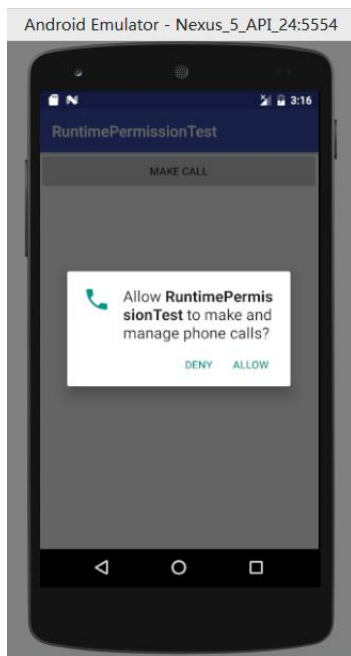 Android Emulator - Nexus_5_API_24:5554
3:16
RuntimePermissionTest
MAKE CALL
Allow RuntimePermis
sionTest to make and
manage phone calls?
DENY ALLOW